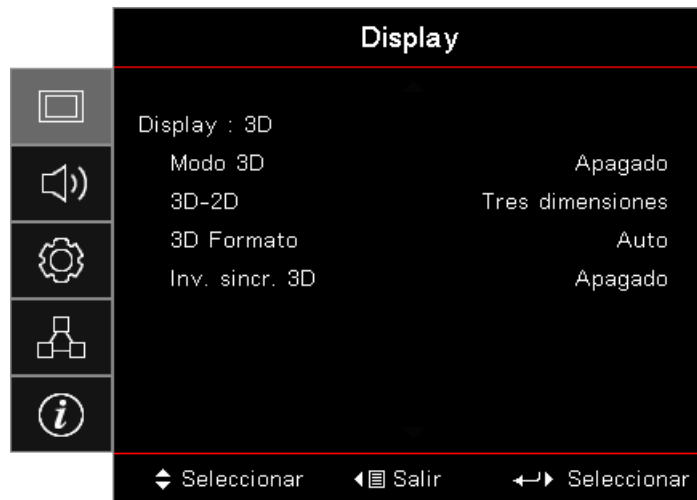 Display
Display : 3D
Modo 3D Apagado
3D-2D Tres dimensiones
3D Formato Auto
Inv. sincr. 3D Apagado
Seleccionar Salir Seleccionar